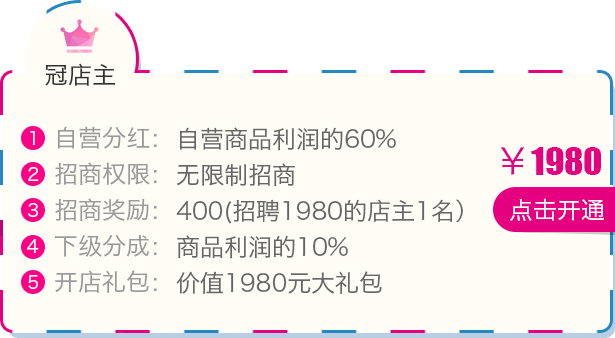 冠店主
1 自营分红：自营商品利润的60%
2 招商权限：无限制招商
3 招商奖励：400(招聘1980的店主1名）
4 下级分成：商品利润的10%
5 开店礼包：价值1980元大礼包
￥1980
点击开通